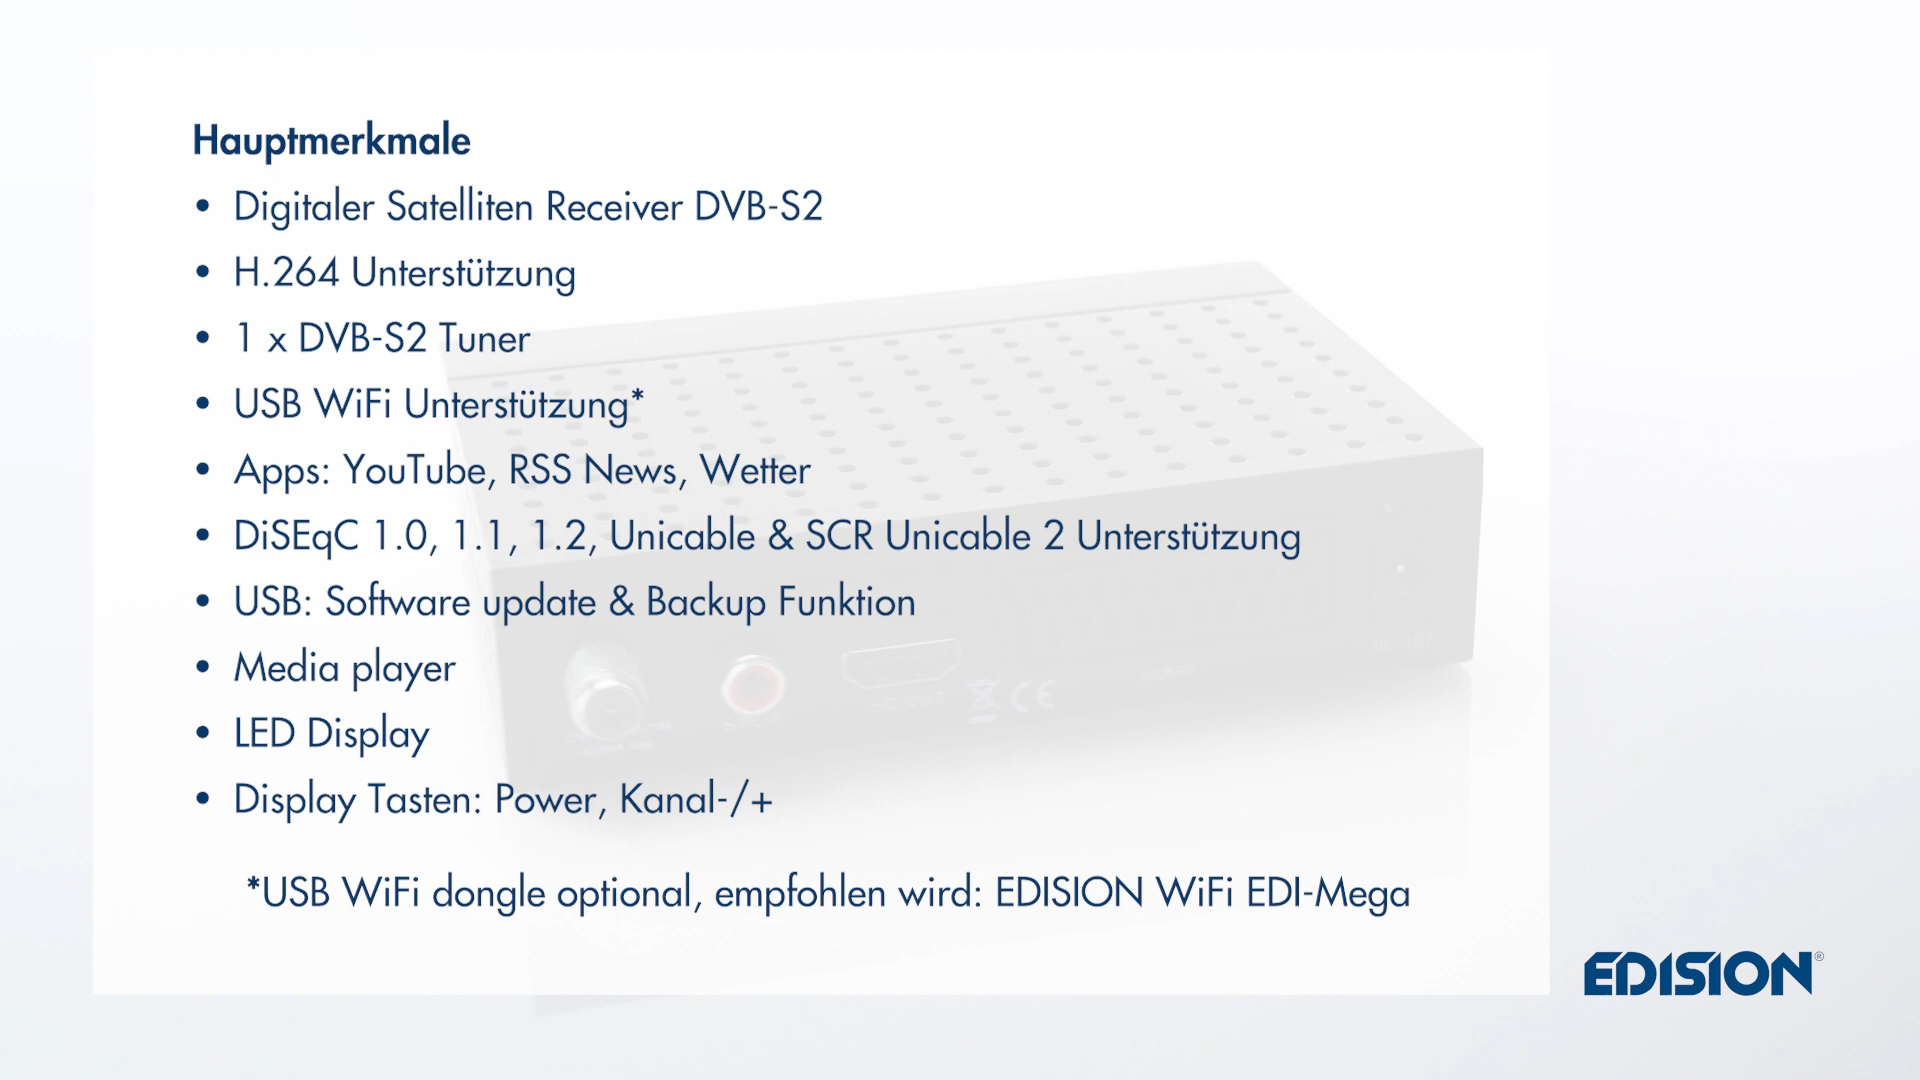 Hauptmerkmale
• Digitaler Satelliten Receiver DVB-S2
• H.264 Unterstützung
• 1 x DVB-S2 Tuner
• USB WiFi Unterstützung*
• Apps: YouTube, RSS News, Wetter
• DiSEqC 1.0, 1.1, 1.2, Unicable & SCR Unicable 2 Unterstützung
• USB: Software update & Backup Funktion
• Media player
• LED Display
• Display Tasten: Power, Kanal-/+
*USB WiFi dongle optional, empfohlen wird: EDISION WiFi EDI-Mega
EDISION®